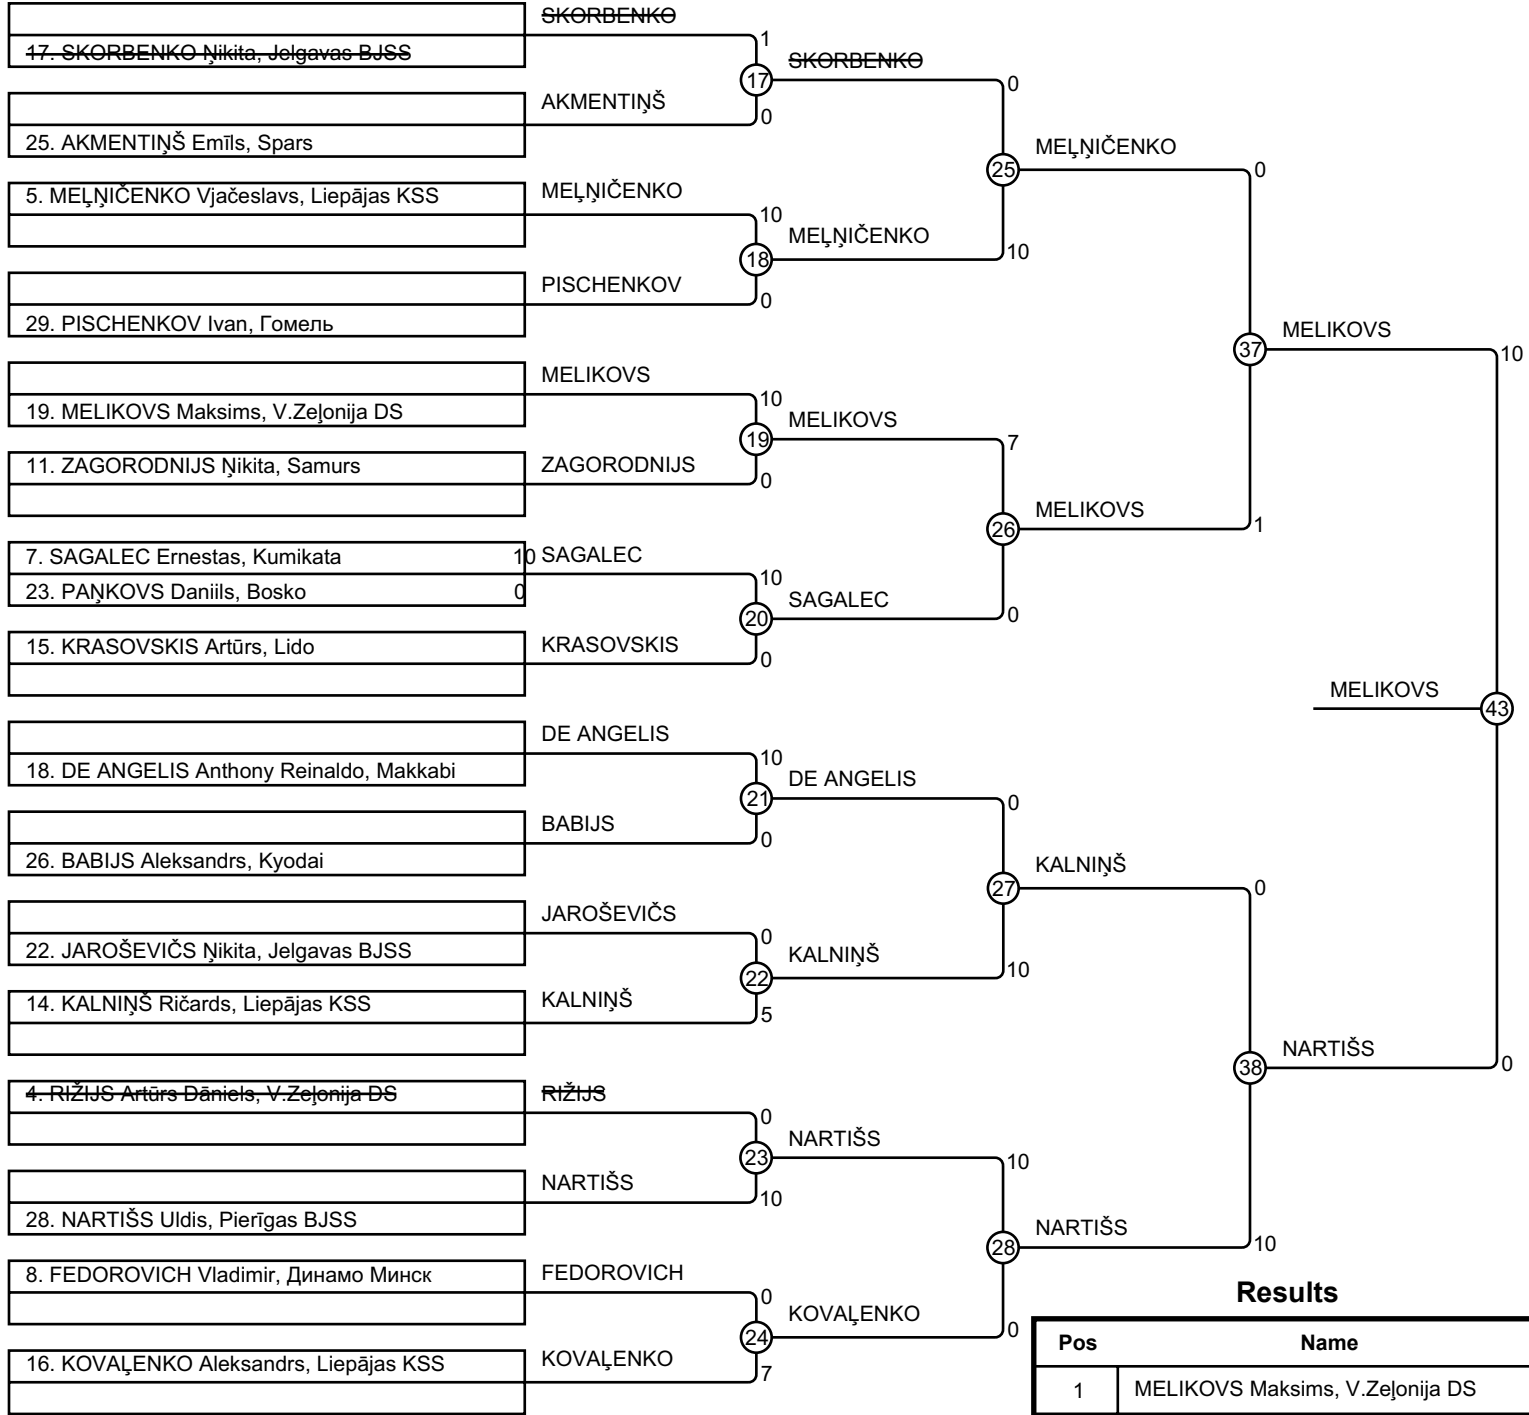 SKORBENKO
17. SKORBENKO Ņikita, Jelgavas BJSS
1
17
SKORBENKO
0
AKMENTIŅŠ
0
25. AKMENTIŅŠ Emīls, Spars
25
MEĻŅIČENKO
0
5. MEĻŅIČENKO Vjačeslavs, Liepājas KSS
MEĻŅIČENKO
10
18
MEĻŅIČENKO
10
PISCHENKOV
0
29. PISCHENKOV Ivan, Гомель
37
MELIKOVS
10
MELIKOVS
10
19. MELIKOVS Maksims, V.Zeļonija DS
19
MELIKOVS
7
11. ZAGORODNIJS Ņikita, Samurs
ZAGORODNIJS
0
26
MELIKOVS
1
7. SAGALEC Ernestas, Kumikata 10
SAGALEC
10
23. PAŅKOVS Daniils, Bosko 0
20
SAGALEC
0
15. KRASOVSKIS Artūrs, Lido
KRASOVSKIS
0
MELIKOVS
43
DE ANGELIS
10
18. DE ANGELIS Anthony Reinaldo, Makkabi
21
DE ANGELIS
0
BABIJS
0
26. BABIJS Aleksandrs, Kyodai
27
KALNIŅŠ
0
JAROŠEVIČS
0
22. JAROŠEVIČS Ņikita, Jelgavas BJSS
22
KALNIŅŠ
10
14. KALNIŅŠ Ričards, Liepājas KSS
KALNIŅŠ
5
38
NARTIŠS
0
4. RIŽIJS Artūrs Dāniels, V.Zeļonija DS
RIŽIJS
0
23
NARTIŠS
10
NARTIŠS
10
28. NARTIŠS Uldis, Pierīgas BJSS
28
NARTIŠS
10
8. FEDOROVICH Vladimir, Динамо Минск
FEDOROVICH
0
24
KOVAĻENKO
0
16. KOVAĻENKO Aleksandrs, Liepājas KSS
KOVAĻENKO
7
Results
Pos Name
1 MELIKOVS Maksims, V.Zeļonija DS